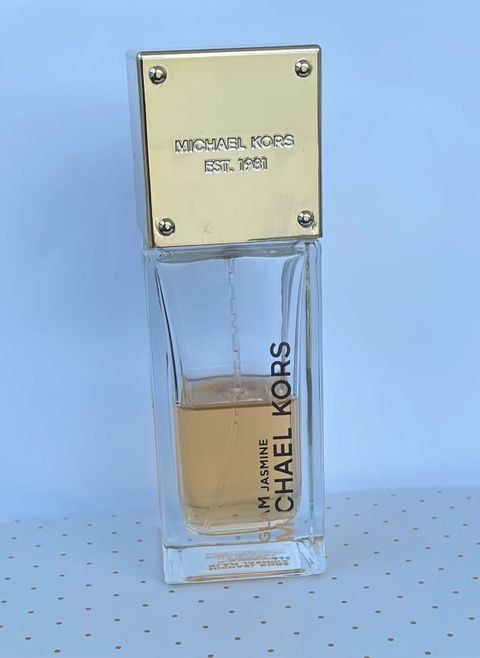 MICHAEL KORS
EST. 1981
GLAM JASMINE
MICHAEL KORS